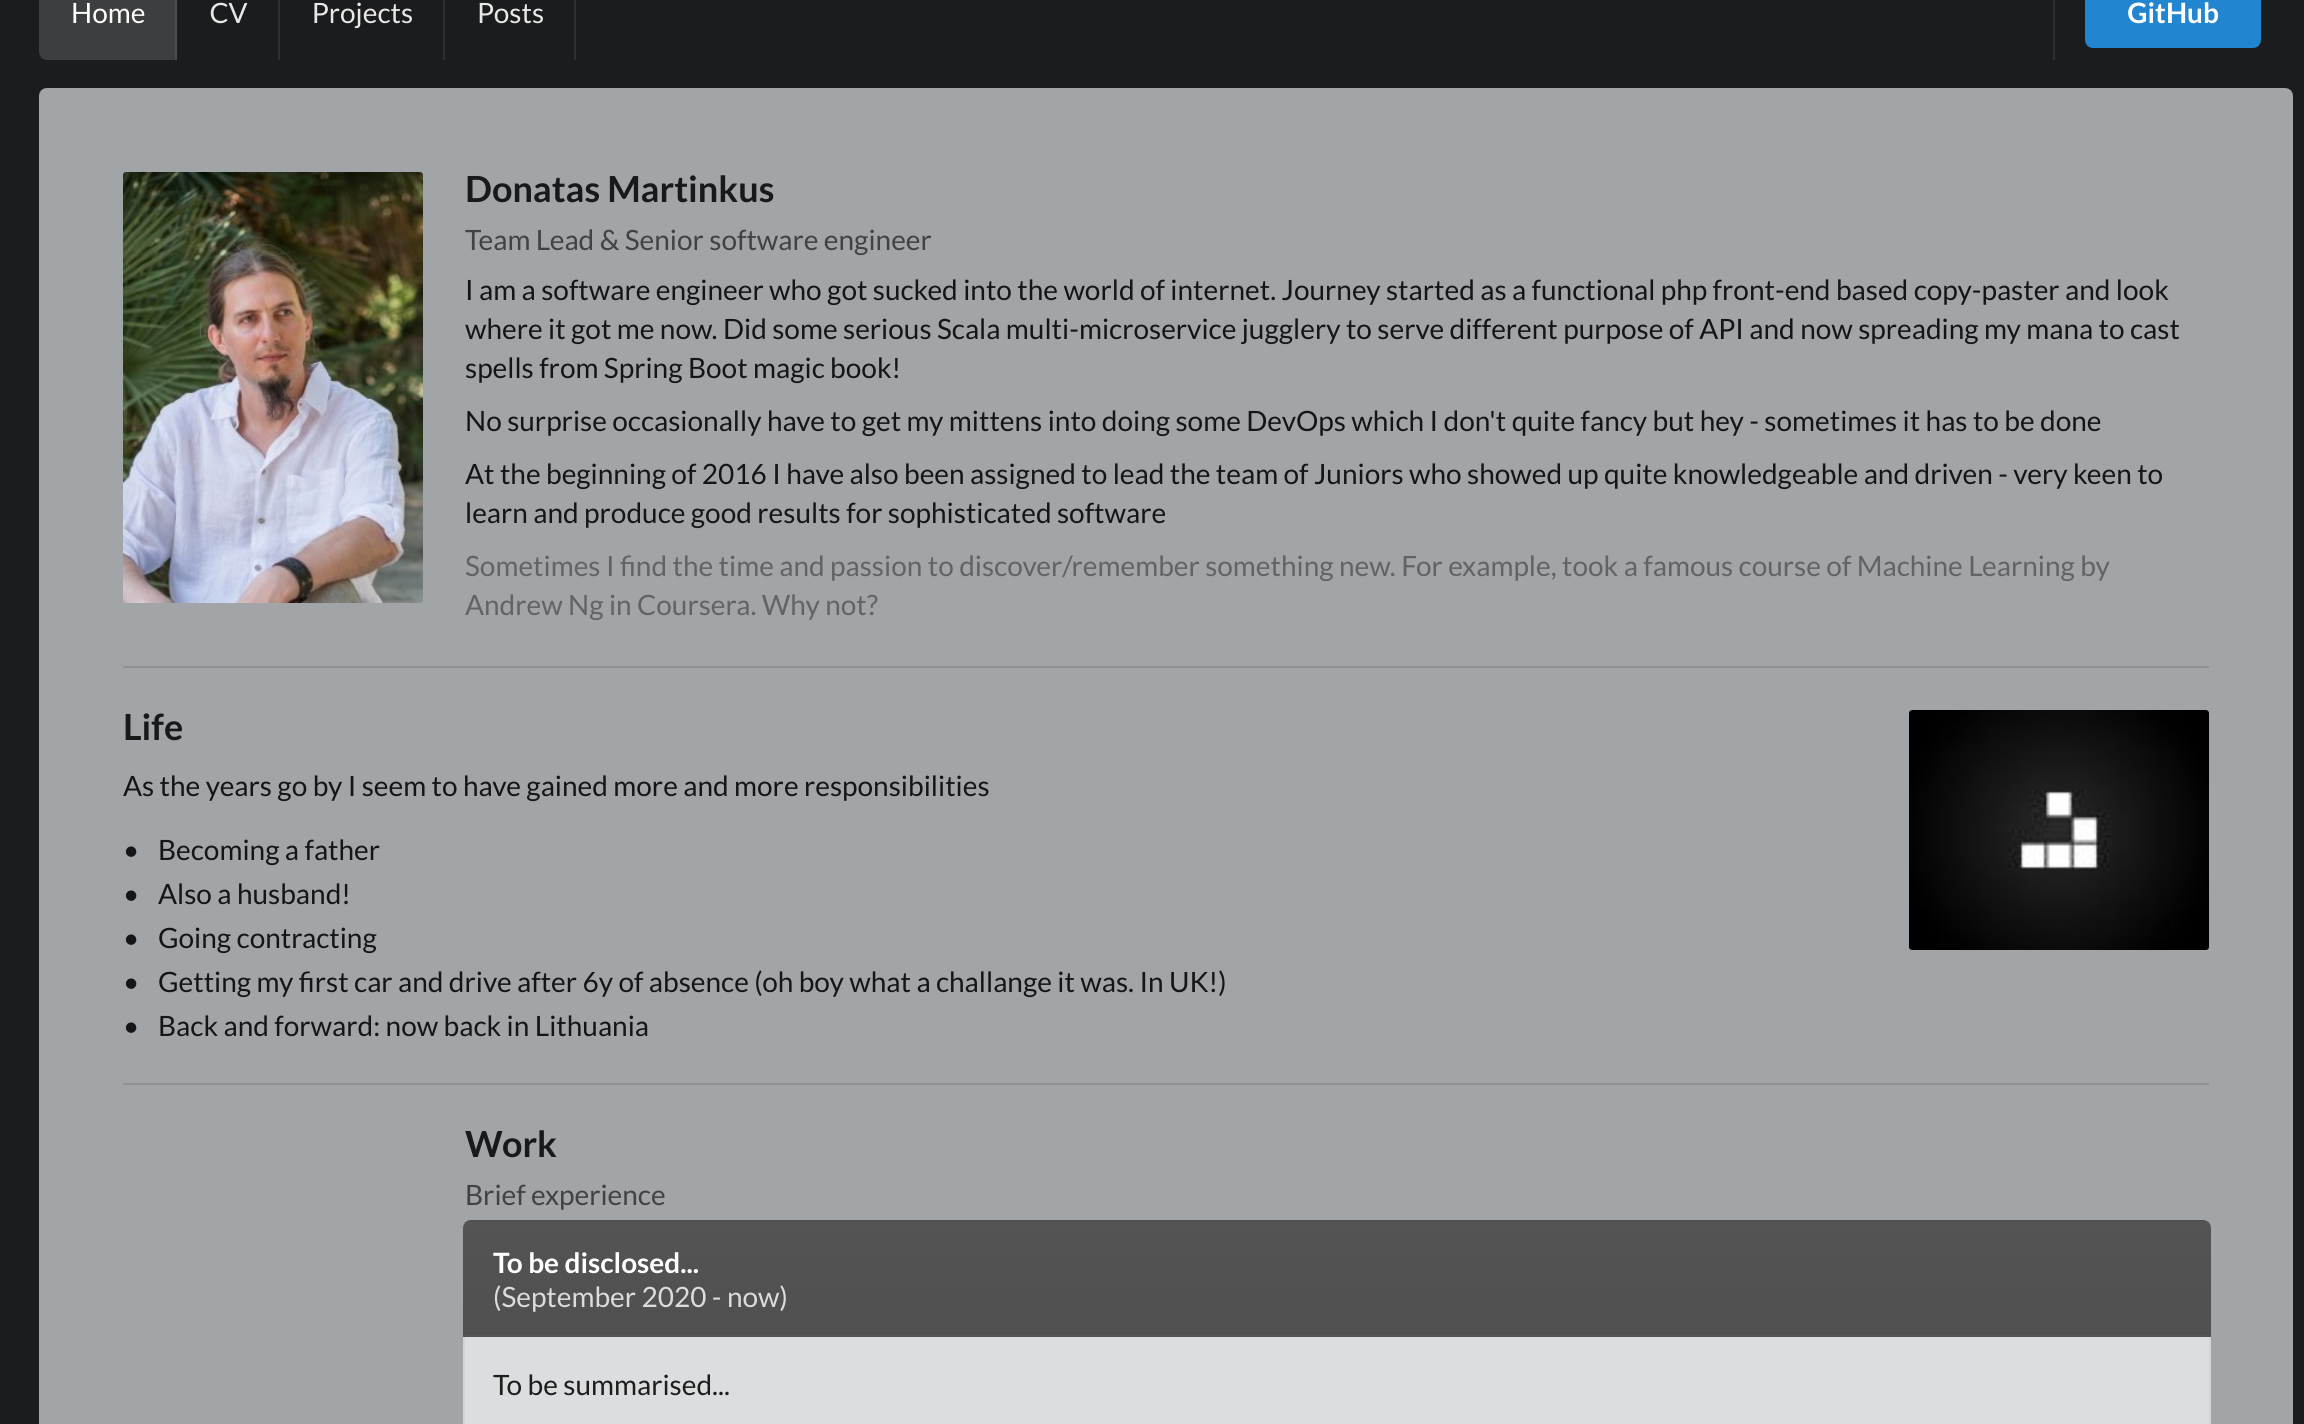 Home CV Projects Posts GitHub
Donatas Martinkus
Team Lead & Senior software engineer
I am a software engineer who got sucked into the world of internet. Journey started as a functional php front-end based copy-paster and look
where it got me now. Did some serious Scala multi-microservice jugglery to serve different purpose of API and now spreading my mana to cast
spells from Spring Boot magic book!
No surprise occasionally have to get my mittens into doing some DevOps which I don't quite fancy but hey - sometimes it has to be done
At the beginning of 2016 I have also been assigned to lead the team of Juniors who showed up quite knowledgeable and driven - very keen to
learn and produce good results for sophisticated software
Sometimes I find the time and passion to discover/remember something new. For example, took a famous course of Machine Learning by
Andrew Ng in Coursera. Why not?
Life
As the years go by I seem to have gained more and more responsibilities
• Becoming a father
• Also a husband!
• Going contracting
• Getting my first car and drive after 6y of absence (oh boy what a challange it was. In UK!)
• Back and forward: now back in Lithuania
Work
Brief experience
To be disclosed...
(September 2020 - now)
To be summarised...